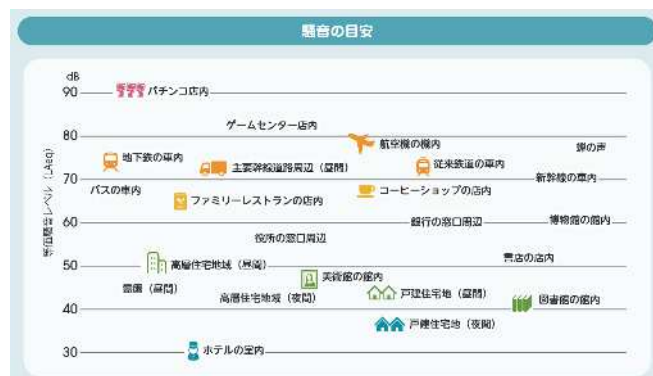 騒音の目安
dB
90
パチンコ店内
ゲームセンター店内
80
航空機の機内
蝉の声
地下鉄の車内
主要幹線道路周辺（昼間）
従来鉄道の車内
70
新幹線の車内
バスの車内
ファミリーレストランの店内
コーヒーショップの店内
60
銀行の窓口周辺
博物館の館内
役所の窓口周辺
書店の店内
50
高層住宅地域（昼間）
美術館の館内
（昼間）
高層住宅地域（夜間）
戸建住宅地（昼間）
図書館の館内
40
戸建住宅地（夜間）
30
ホテルの室内
等価騒音レベル（LAeq）